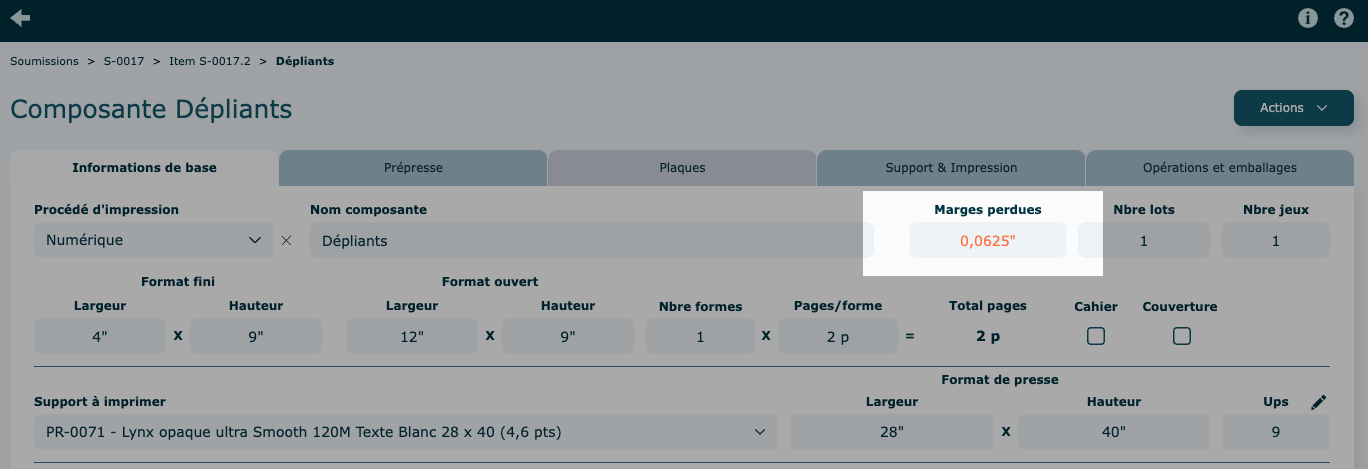 Soumissions > S-0017 > Item S-0017.2 > Dépliants
Composante Dépliants
Actions
Informations de base
Prépresse
Plaques
Support & Impression
Opérations et emballages
Procédé d'impression
Nom composante
Marges perdues
Nbre lots
Nbre jeux
Numérique
Dépliants
0,0625"
1
1
Format fini
Format ouvert
Largeur
Hauteur
Largeur
Hauteur
Nbre formes
Pages/forme
Total pages
Cahier
Couverture
4"
X
9"
12"
X
9"
1
X
2 p
=
2 p
Format de presse
Support à imprimer
Largeur
Hauteur
Ups
PR-0071 - Lynx opaque ultra Smooth 120M Texte Blanc 28 x 40 (4,6 pts)
28"
X
40"
9